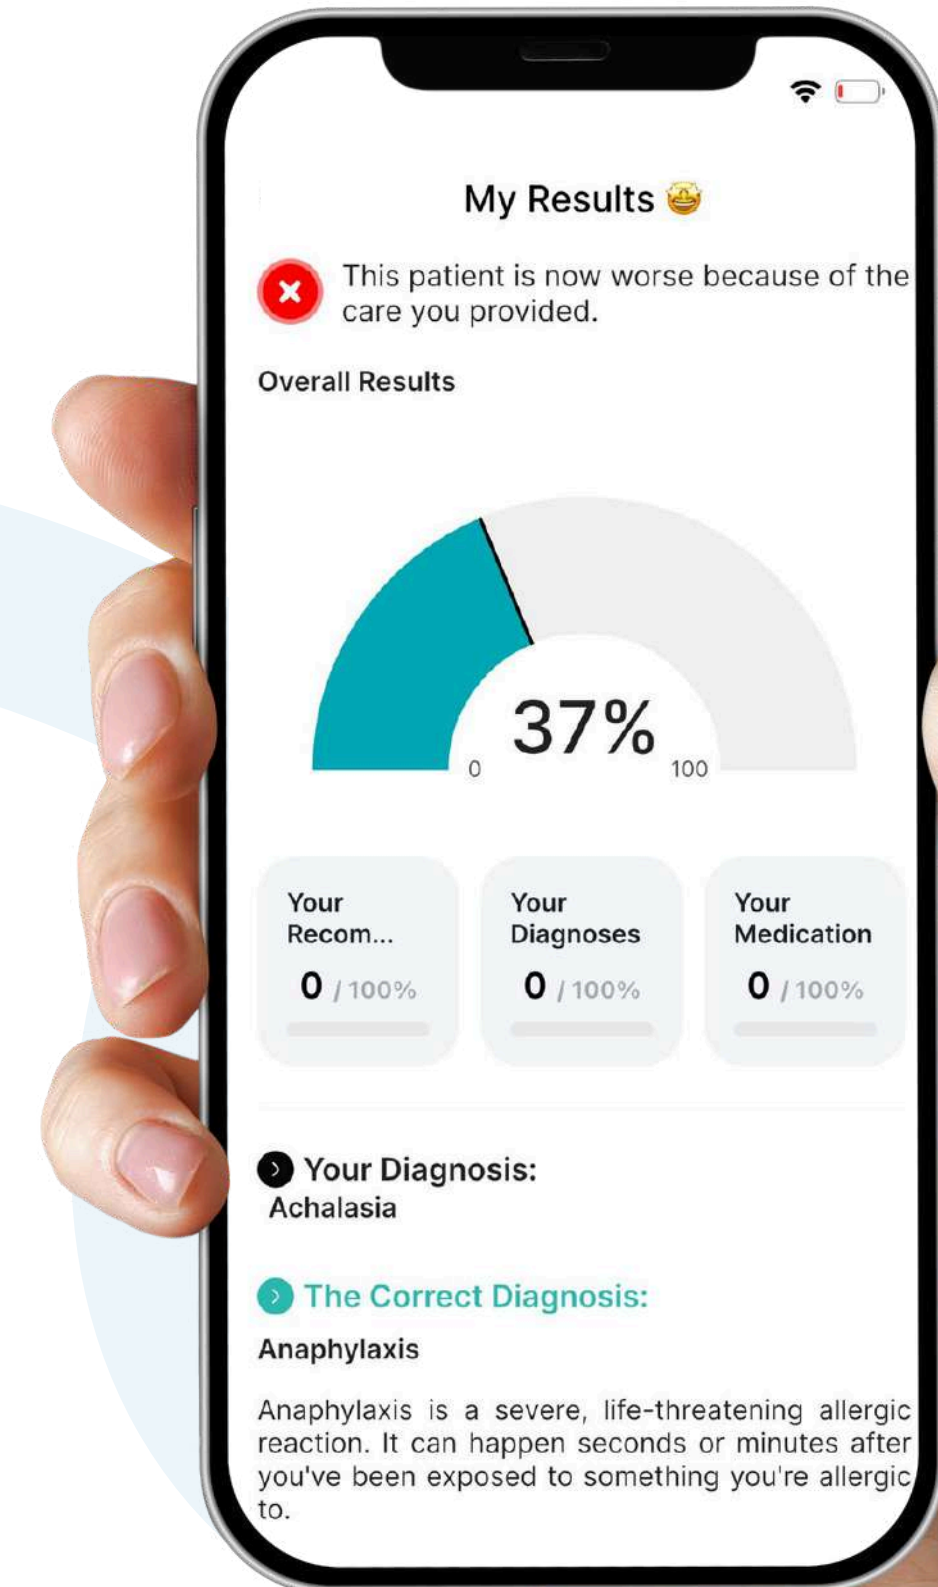 My Results 🤩
This patient is now worse because of the
care you provided.
Overall Results
37%
0
100
Your
Recom...
0 / 100%
Your
Diagnoses
0 / 100%
Your
Medication
0 / 100%
Your Diagnosis:
Achalasia
The Correct Diagnosis:
Anaphylaxis
Anaphylaxis is a severe, life-threatening allergic
reaction. It can happen seconds or minutes after
you've been exposed to something you're allergic
to.